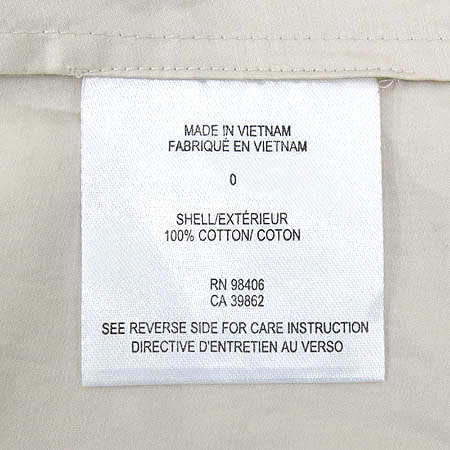 MADE IN VIETNAM
FABRIQUÉ EN VIETNAM
0
SHELL/EXTÉRIEUR
100% COTTON/ COTON
RN 98406
CA 39862
SEE REVERSE SIDE FOR CARE INSTRUCTION
DIRECTIVE D'ENTRETIEN AU VERSO